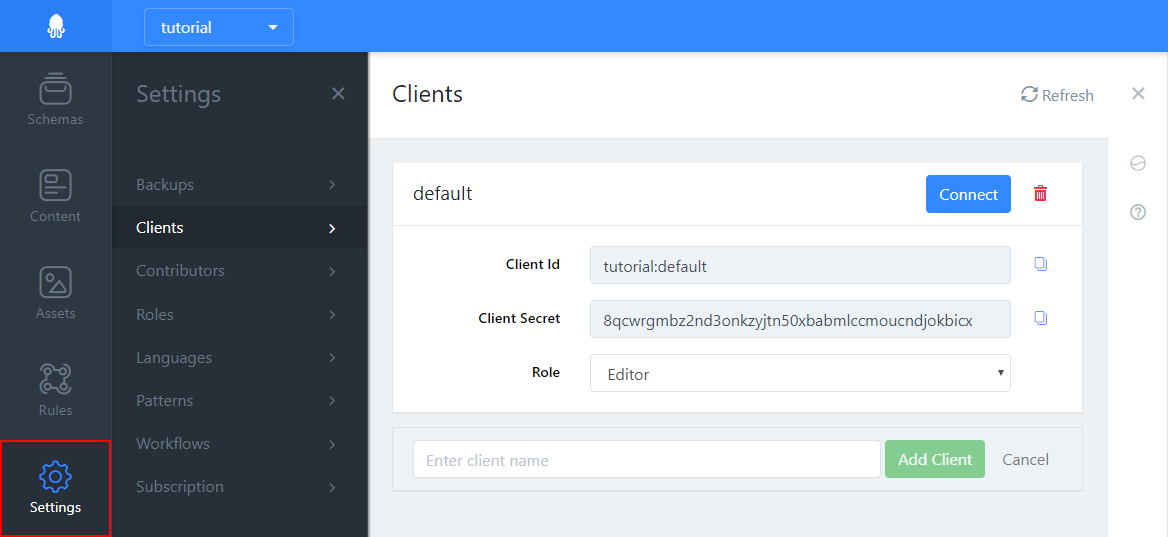 tutorial
Schemas
Content
Assets
Rules
Settings
Settings
Backups
Clients
Contributors
Roles
Languages
Patterns
Workflows
Subscription
Clients
Refresh
default
Connect
Client Id
tutorial:default
Client Secret
8qcwrgmbz2nd3onkzyjtn50xbabmlccmoucndjokbicx
Role
Editor
Enter client name
Add Client
Cancel